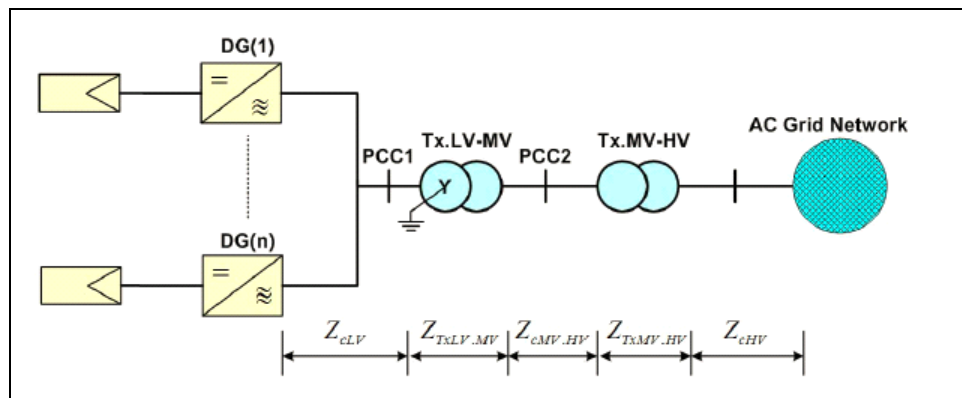 DG(1)
=
≋
AC Grid Network
Tx.LV-MV
Tx.MV-HV
PCC1
PCC2
Y
DG(n)
=
≋
Z_cLV
Z_TxLV.MV
Z_cMV.HV
Z_TxMV.HV
Z_cHV